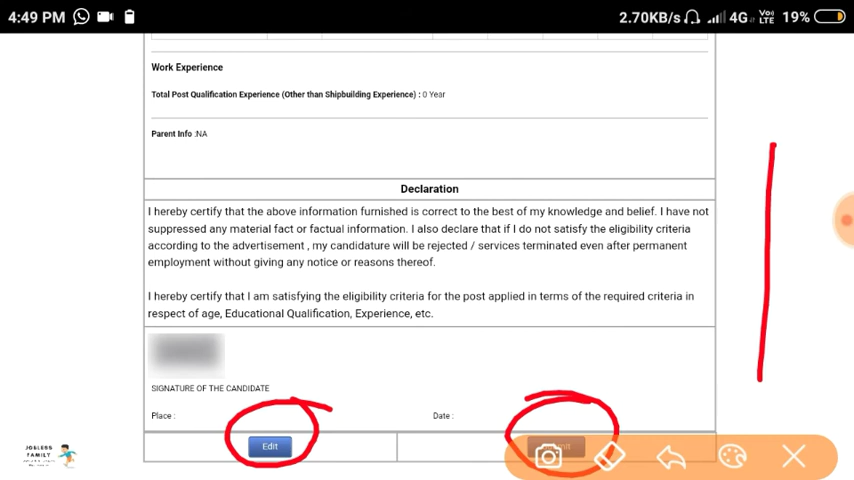 4:49 PM 2.70KB/s 4G Vo) LTE 19%
Work Experience
Total Post Qualification Experience (Other than Shipbuilding Experience) : 0 Year
Parent Info :NA
Declaration
I hereby certify that the above information furnished is correct to the best of my knowledge and belief. I have not
suppressed any material fact or factual information. I also declare that if I do not satisfy the eligibility criteria
according to the advertisement , my candidature will be rejected / services terminated even after permanent
employment without giving any notice or reasons thereof.
I hereby certify that I am satisfying the eligibility criteria for the post applied in terms of the required criteria in
respect of age, Educational Qualification, Experience, etc.
SIGNATURE OF THE CANDIDATE
Place :
Date :
Edit
JOBLESS
FAMILY